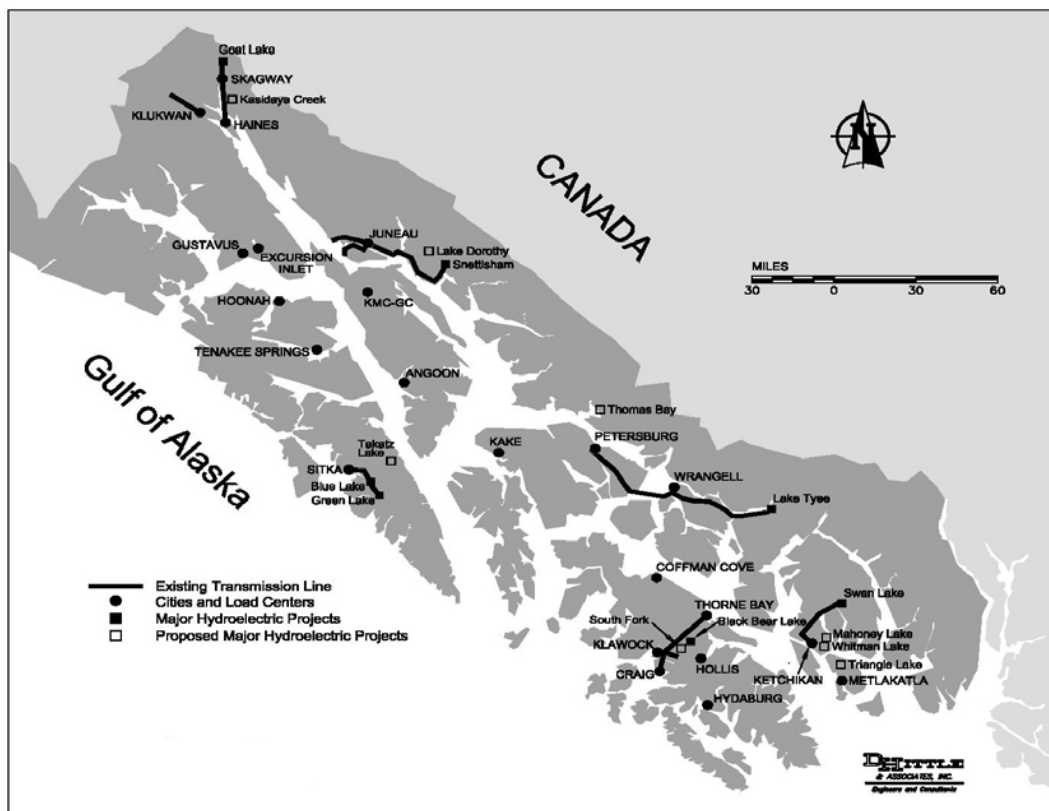 Goat Lake
SKAGWAY
Kasidaya Creek
KLUKWAN
HAINES
N
CANADA
JUNEAU
GUSTAVUS
EXCURSION
INLET
Lake Dorothy
Snettisham
MILES
30 0 30 60
HOONAH
KMC-GC
TENAKEE SPRINGS
Gulf of Alaska
ANGOON
Thomas Bay
PETERSBURG
KAKE
Takatz
Lake
SITKA
Blue Lake
Green Lake
WRANGELL
Lake Tyee
COFFMAN COVE
Existing Transmission Line
Cities and Load Centers
Major Hydroelectric Projects
Proposed Major Hydroelectric Projects
Swan Lake
THORNE BAY
South Fork
Black Bear Lake
Mahoney Lake
Whitman Lake
KLAWOCK
HOLLIS
Triangle Lake
CRAIG
KETCHIKAN
METLAKATLA
HYDABURG
D HITTLE
& ASSOCIATES, INC.
Engineers and Consultants